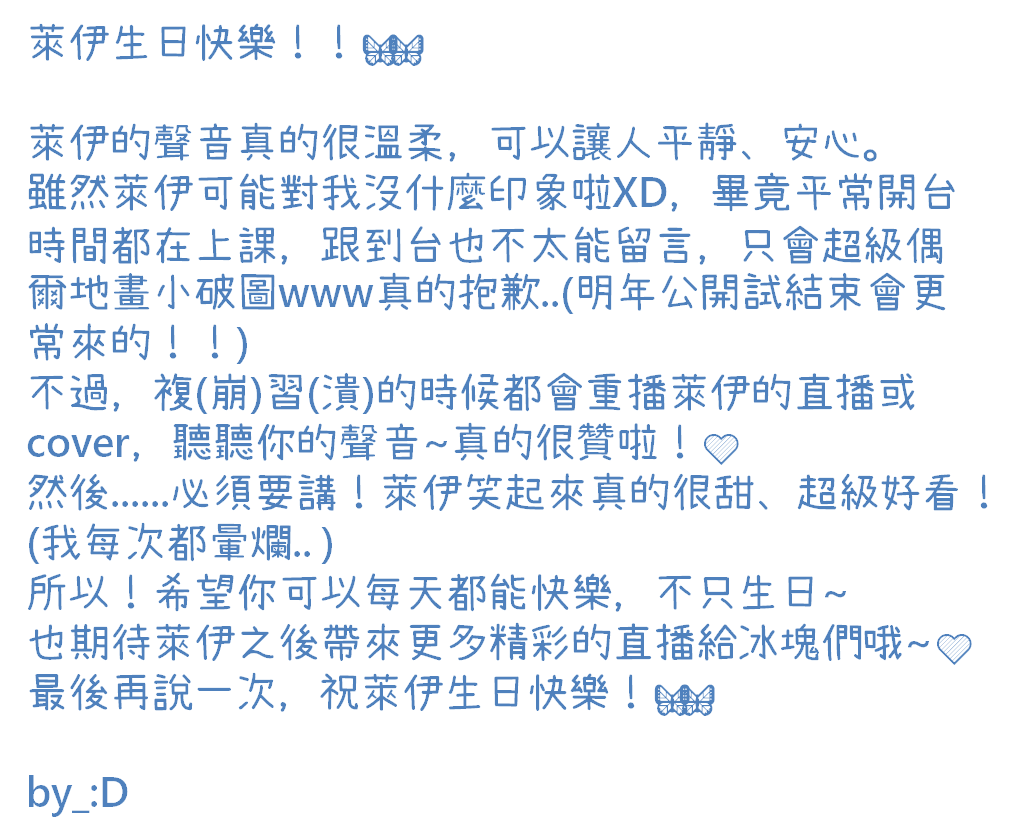 萊伊生日快樂！！🦋🦋
萊伊的聲音真的很溫柔，可以讓人平靜、安心。
雖然萊伊可能對我沒什麼印象啦XD，畢竟平常開台
時間都在上課，跟到台也不太能留言，只會超級偶
爾地畫小破圖www真的抱歉..(明年公開試結束會更
常來的！！)
不過，複(崩)習(潰)的時候都會重播萊伊的直播或
cover，聽聽你的聲音~真的很贊啦！♡
然後......必須要講！萊伊笑起來真的很甜、超級好看！
(我每次都暈爛..)
所以！希望你可以每天都能快樂，不只生日~
也期待萊伊之後帶來更多精彩的直播給冰塊們哦~♡
最後再說一次，祝萊伊生日快樂！🦋🦋
by_:D